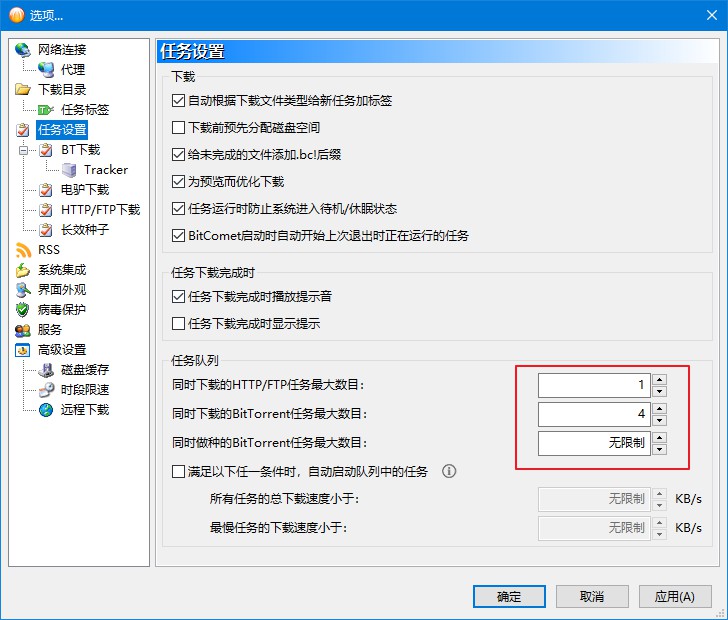 选项...
网络连接
代理
下载目录
任务标签
任务设置
BT下载
Tracker
电驴下载
HTTP/FTP下载
长效种子
RSS
系统集成
界面外观
病毒保护
服务
高级设置
磁盘缓存
时段限速
远程下载
任务设置
下载
自动根据下载文件类型给新任务加标签
下载前预先分配磁盘空间
给未完成的文件添加.bc!后缀
为预览而优化下载
任务运行时防止系统进入待机/休眠状态
BitComet启动时自动开始上次退出时正在运行的任务
任务下载完成时
任务下载完成时播放提示音
任务下载完成时显示提示
任务队列
同时下载的HTTP/FTP任务最大数目: 1
同时下载的BitTorrent任务最大数目: 4
同时做种的BitTorrent任务最大数目: 无限制
满足以下任一条件时，自动启动队列中的任务
所有任务的总下载速度小于: 无限制 KB/s
最慢任务的下载速度小于: 无限制 KB/s
确定 取消 应用(A)